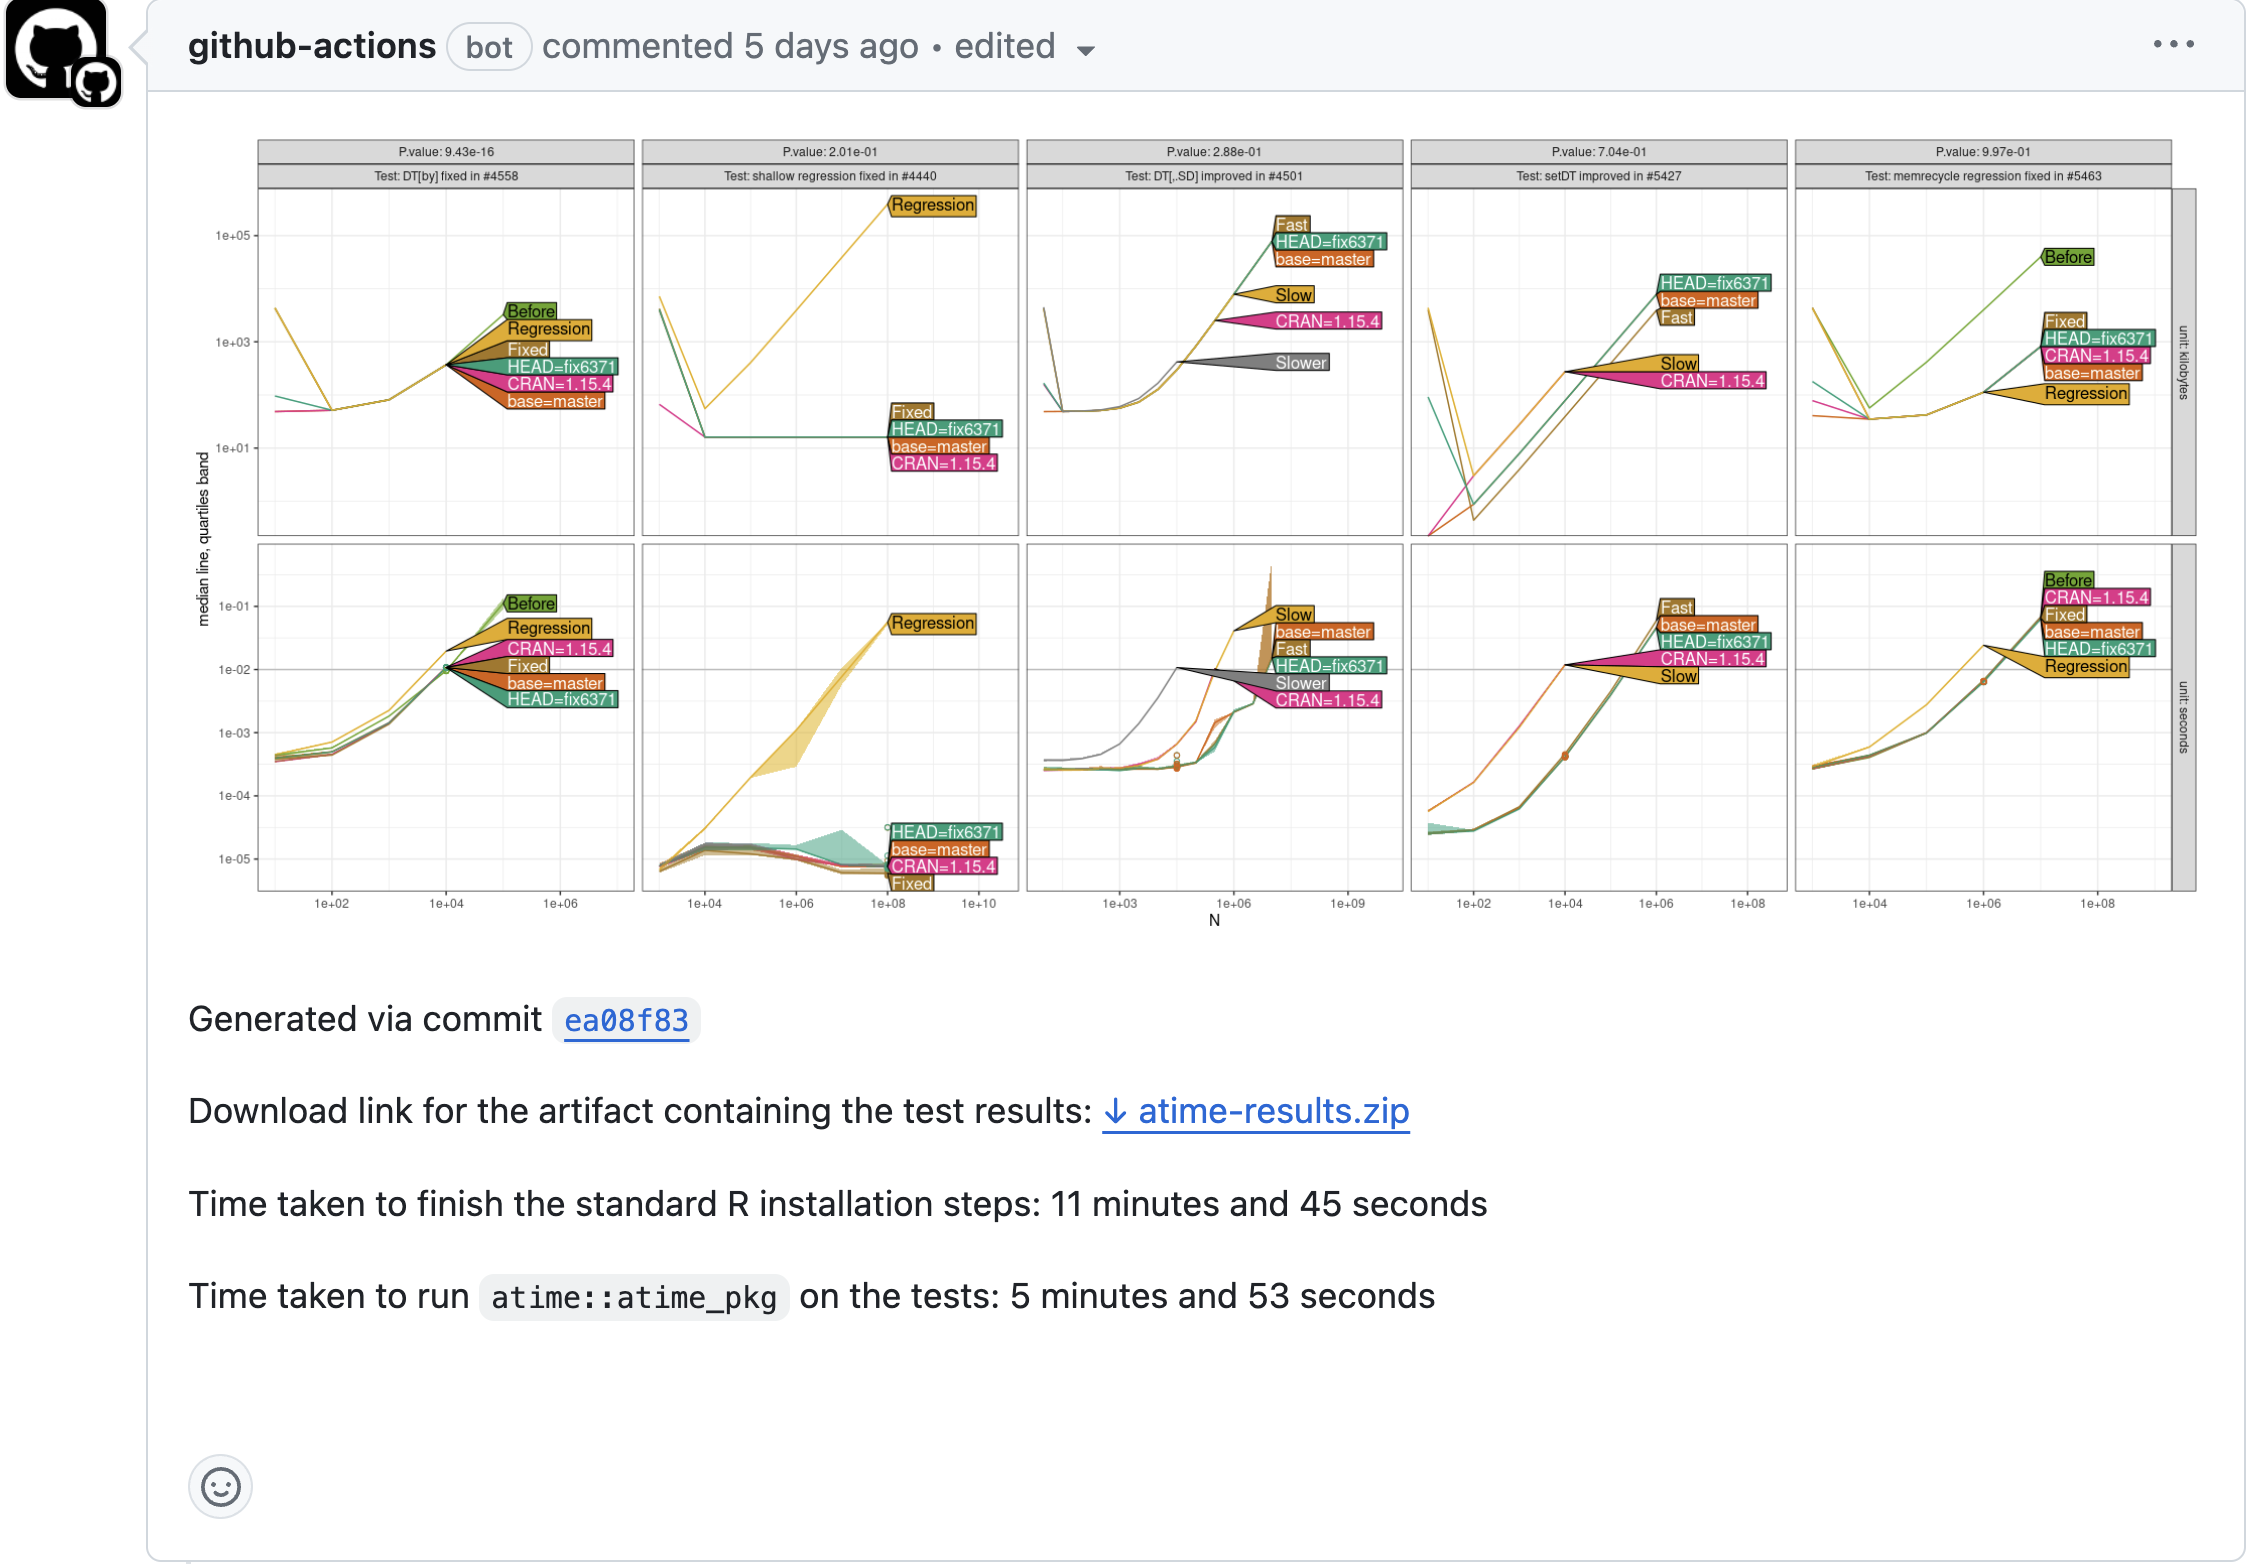 github-actions bot commented 5 days ago • edited
P.value: 9.43e-16
P.value: 2.01e-01
P.value: 2.88e-01
P.value: 7.04e-01
P.value: 9.97e-01
Test: DT[by] fixed in #4558
Test: shallow regression fixed in #4440
Test: DT[,.SD] improved in #4501
Test: setDT improved in #5427
Test: memrecycle regression fixed in #5463
median line, quartiles band
1e+05
1e+03
1e+01
Before
Regression
Fixed
HEAD=fix6371
CRAN=1.15.4
base=master
Regression
Fixed
HEAD=fix6371
base=master
CRAN=1.15.4
Fast
HEAD=fix6371
base=master
Slow
CRAN=1.15.4
Slower
HEAD=fix6371
base=master
Fast
Slow
CRAN=1.15.4
Before
Fixed
HEAD=fix6371
CRAN=1.15.4
base=master
Regression
unit: kilobytes
1e-01
1e-02
1e-03
1e-04
1e-05
Before
Regression
CRAN=1.15.4
Fixed
base=master
HEAD=fix6371
Regression
HEAD=fix6371
base=master
CRAN=1.15.4
Fixed
Slow
base=master
Fast
HEAD=fix6371
Slower
CRAN=1.15.4
Fast
base=master
HEAD=fix6371
CRAN=1.15.4
Slow
Before
CRAN=1.15.4
Fixed
base=master
HEAD=fix6371
Regression
unit: seconds
1e+02 1e+04 1e+06
1e+04 1e+06 1e+08 1e+10
1e+03 1e+06 1e+09
1e+02 1e+04 1e+06 1e+08
1e+04 1e+06 1e+08
N
Generated via commit ea08f83
Download link for the artifact containing the test results: ↓ atime-results.zip
Time taken to finish the standard R installation steps: 11 minutes and 45 seconds
Time taken to run atime::atime_pkg on the tests: 5 minutes and 53 seconds